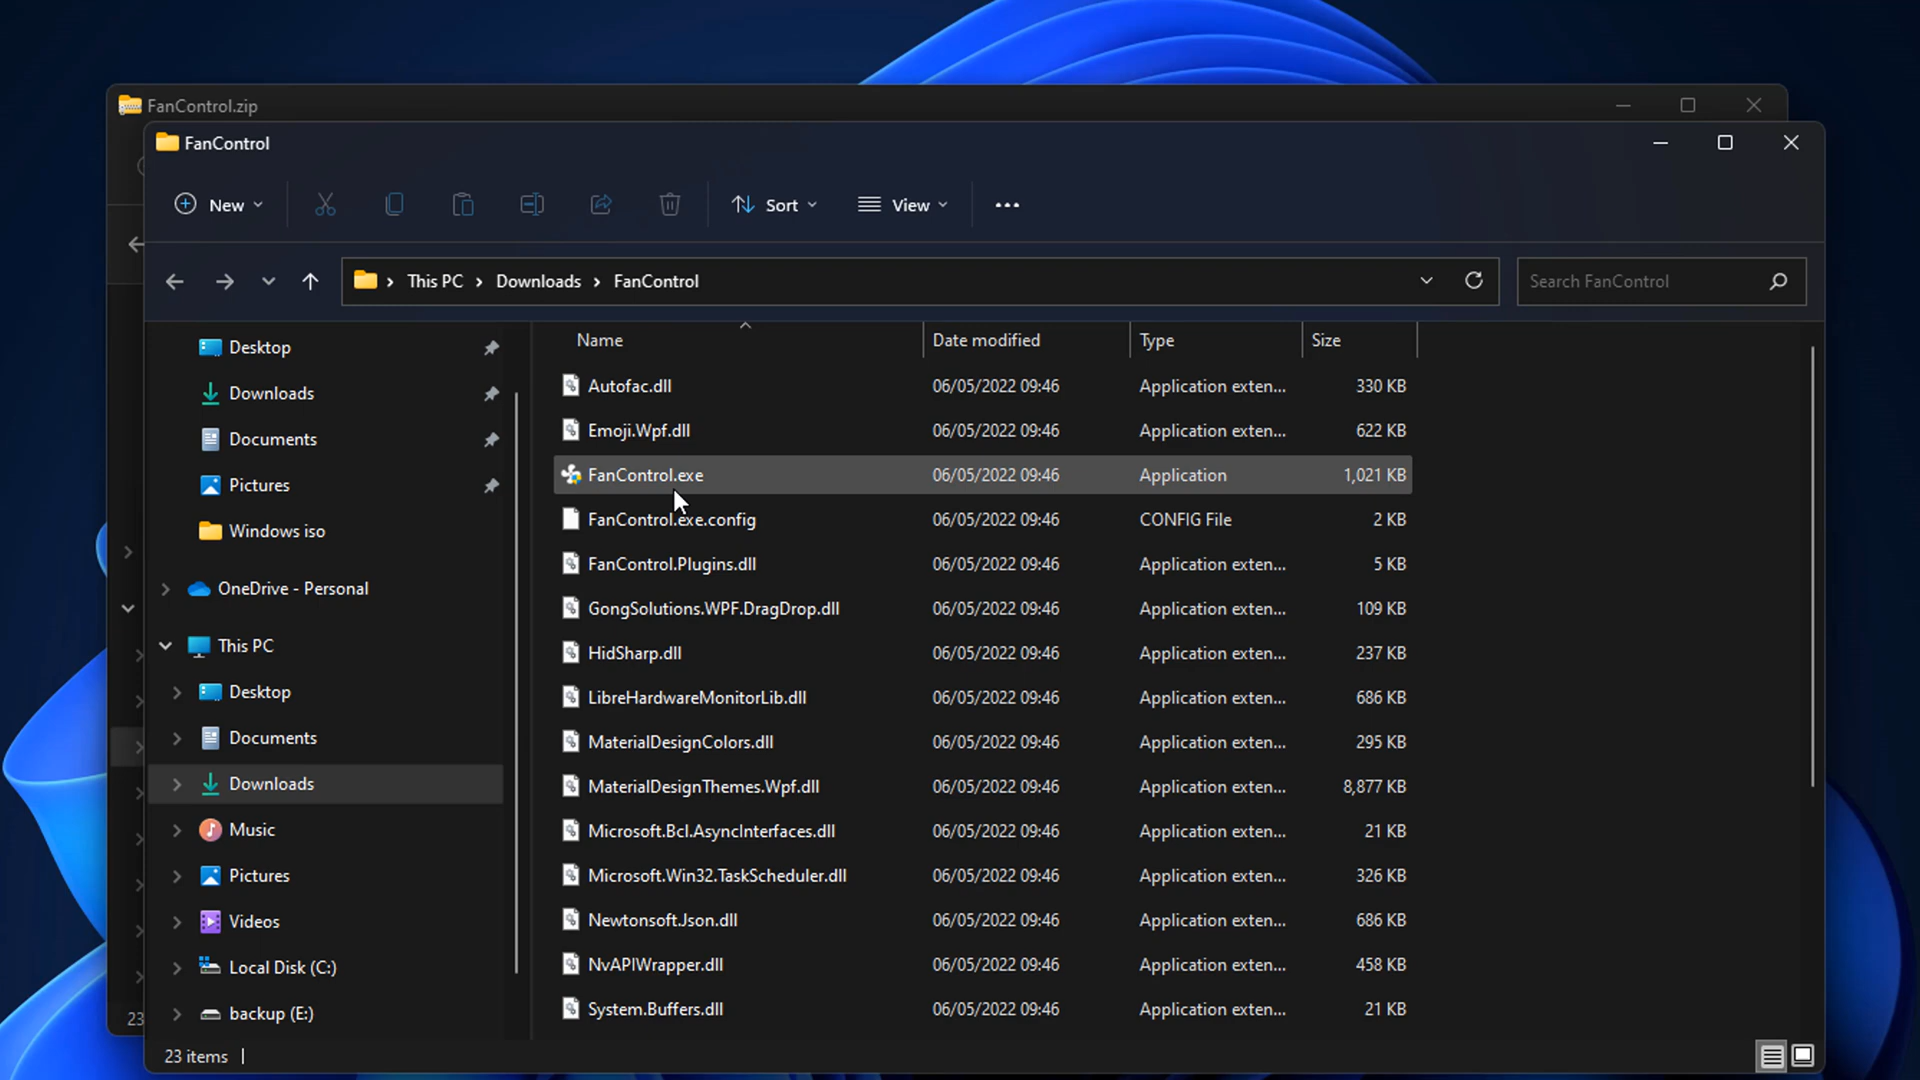 FanControl.zip
FanControl
New
Sort
View
This PC > Downloads > FanControl
Search FanControl
Desktop
Downloads
Documents
Pictures
Windows iso
OneDrive - Personal
This PC
Desktop
Documents
Downloads
Music
Pictures
Videos
Local Disk (C:)
backup (E:)
Name Date modified Type Size
Autofac.dll 06/05/2022 09:46 Application exten... 330 KB
Emoji.Wpf.dll 06/05/2022 09:46 Application exten... 622 KB
FanControl.exe 06/05/2022 09:46 Application 1,021 KB
FanControl.exe.config 06/05/2022 09:46 CONFIG File 2 KB
FanControl.Plugins.dll 06/05/2022 09:46 Application exten... 5 KB
GongSolutions.WPF.DragDrop.dll 06/05/2022 09:46 Application exten... 109 KB
HidSharp.dll 06/05/2022 09:46 Application exten... 237 KB
LibreHardwareMonitorLib.dll 06/05/2022 09:46 Application exten... 686 KB
MaterialDesignColors.dll 06/05/2022 09:46 Application exten... 295 KB
MaterialDesignThemes.Wpf.dll 06/05/2022 09:46 Application exten... 8,877 KB
Microsoft.Bcl.AsyncInterfaces.dll 06/05/2022 09:46 Application exten... 21 KB
Microsoft.Win32.TaskScheduler.dll 06/05/2022 09:46 Application exten... 326 KB
Newtonsoft.Json.dll 06/05/2022 09:46 Application exten... 686 KB
NvAPIWrapper.dll 06/05/2022 09:46 Application exten... 458 KB
System.Buffers.dll 06/05/2022 09:46 Application exten... 21 KB
23
23 items